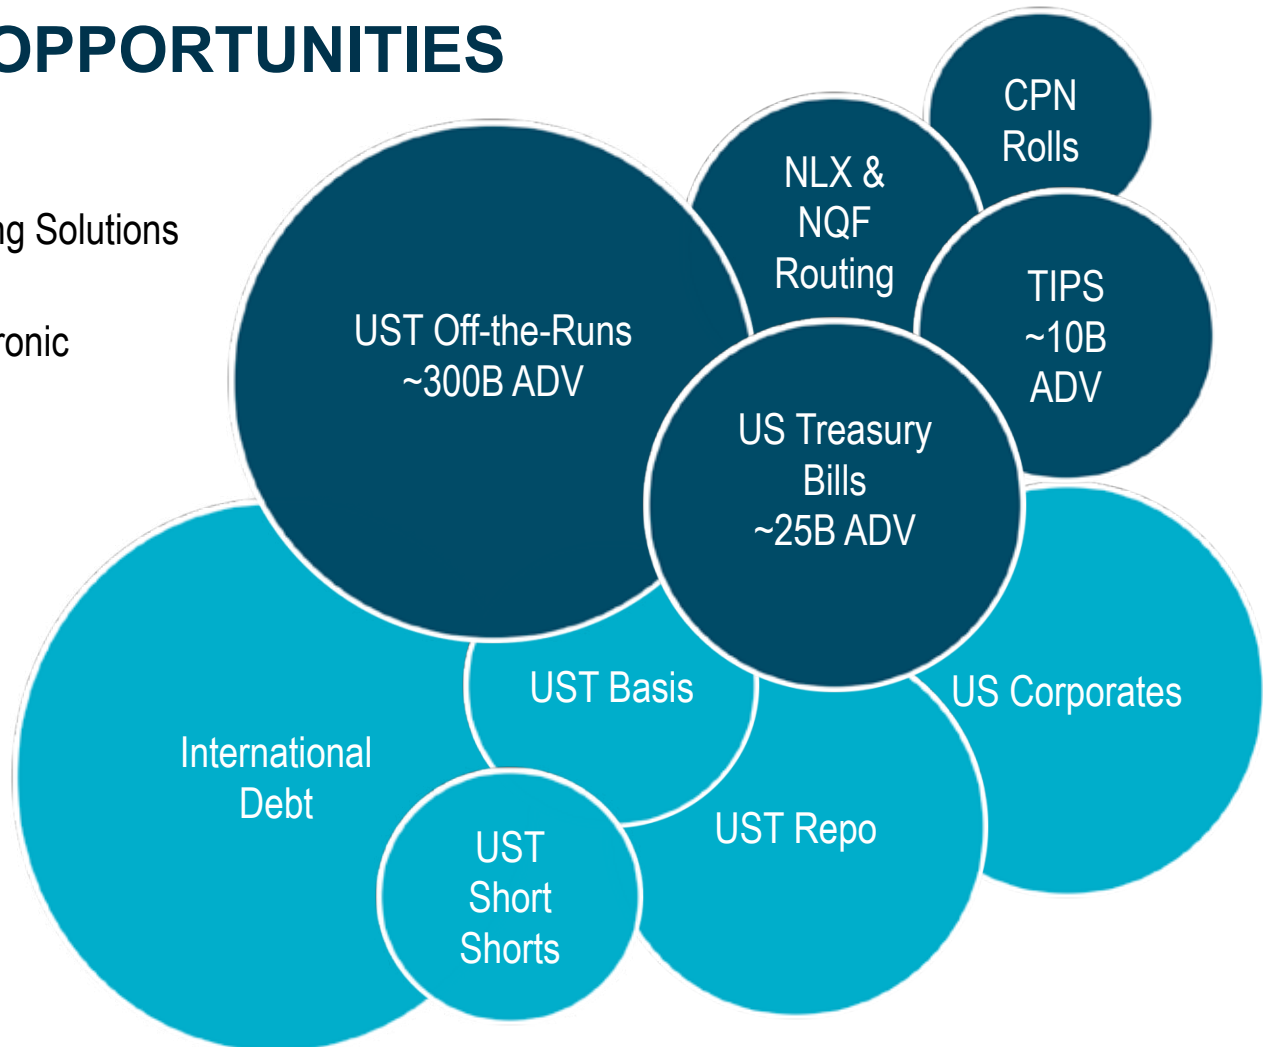 OPPORTUNITIES
ng Solutions
ronic
CPN
Rolls
NLX &
NQF
Routing
TIPS
~10B
ADV
UST Off-the-Runs
~300B ADV
US Treasury
Bills
~25B ADV
UST Basis
US Corporates
International
Debt
UST Repo
UST
Short
Shorts